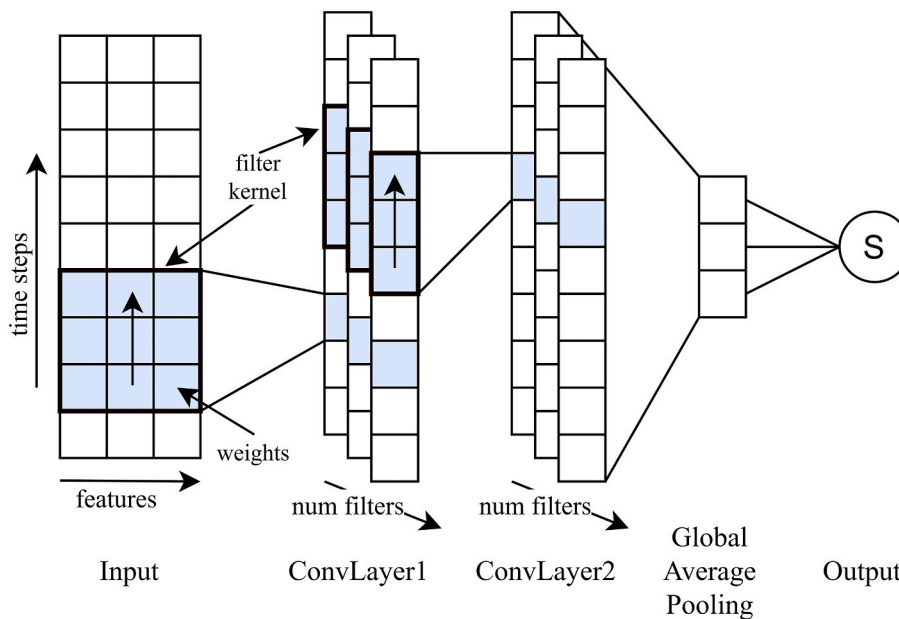 time steps
filter
kernel
weights
features
num filters
num filters
S
Input
ConvLayer1
ConvLayer2
Global
Average
Pooling
Output